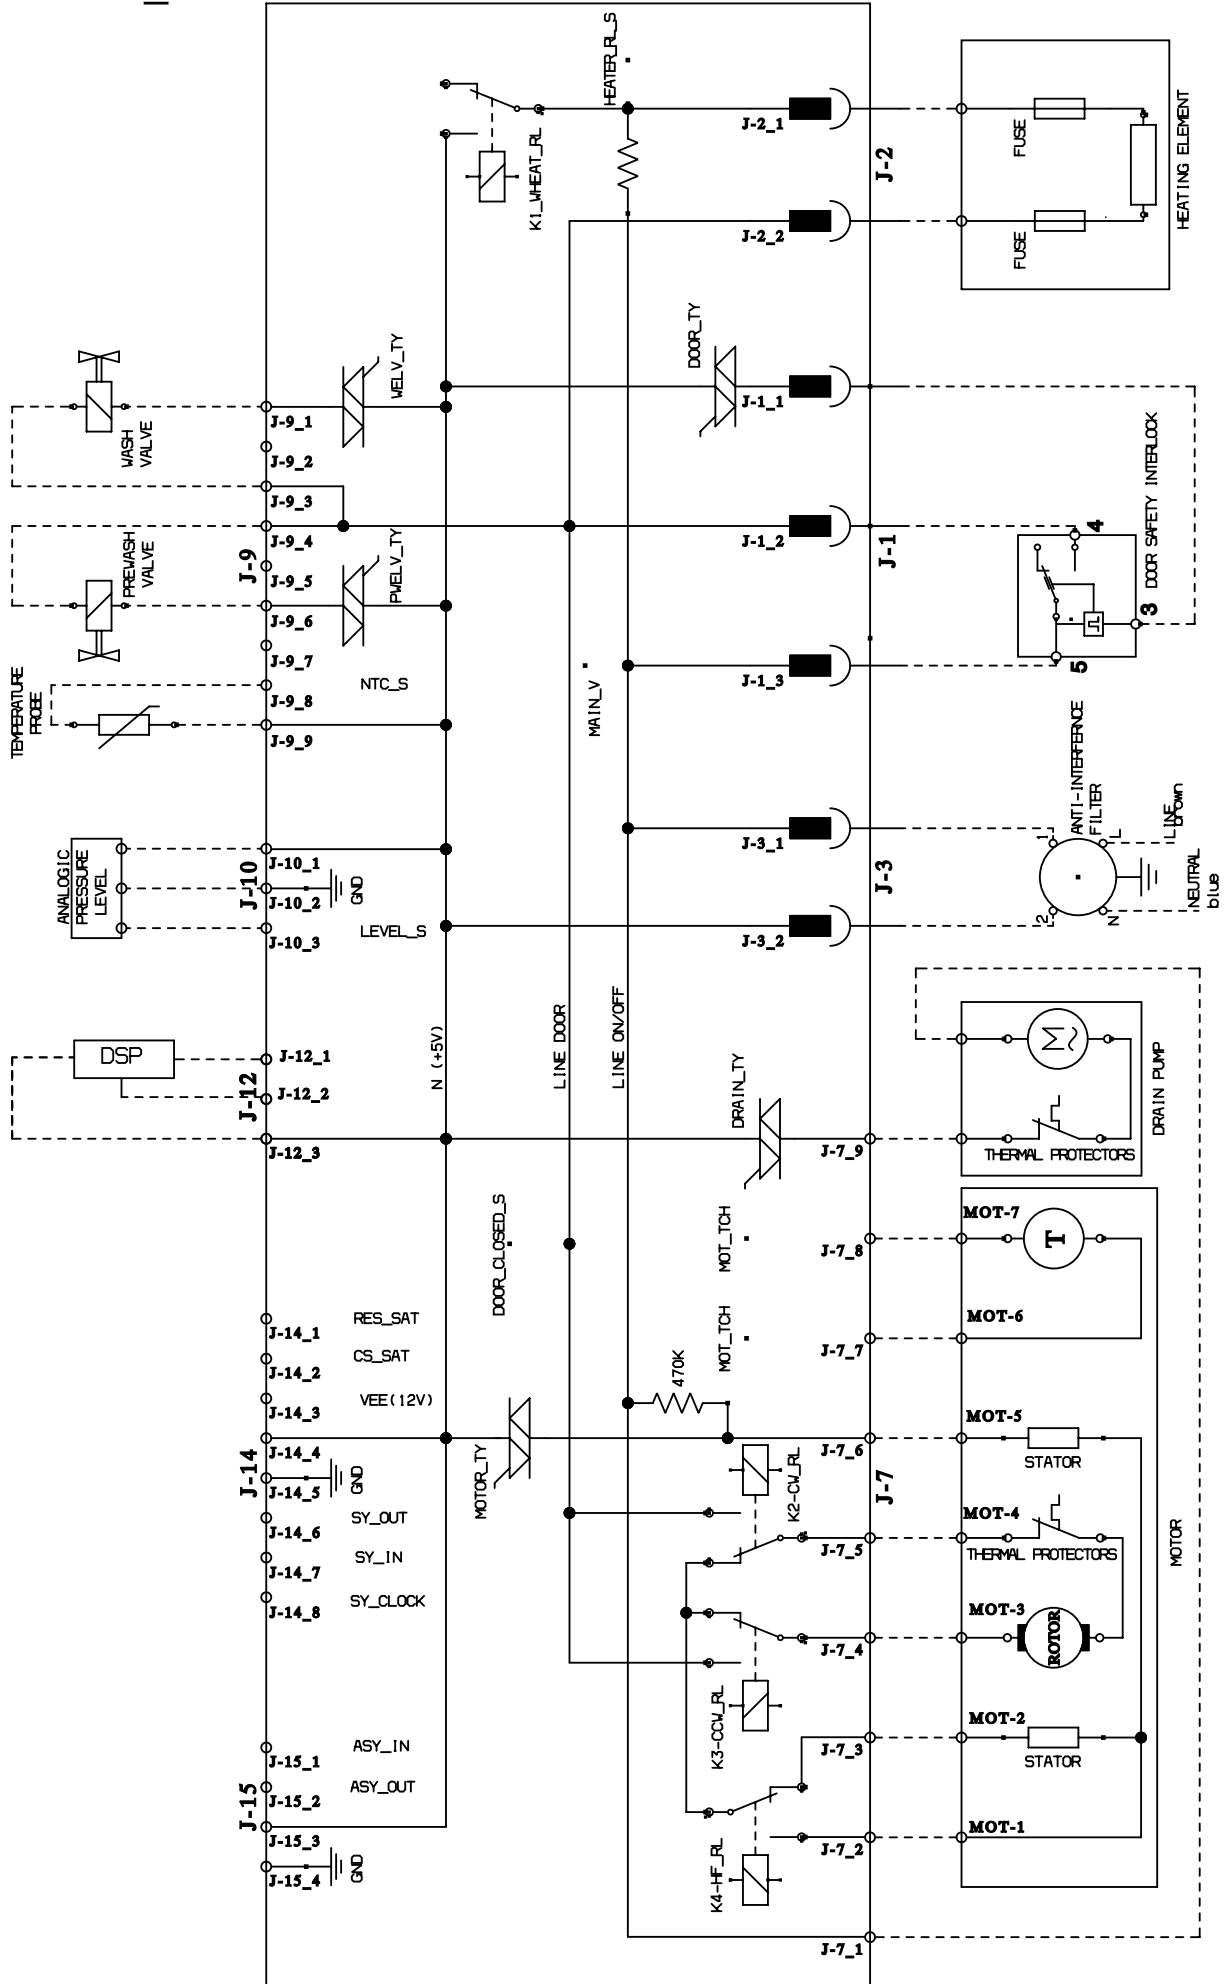 HEATER_RL_S
K1_WHEAT_RL
J-2_1
J-2
J-2_2
FUSE
FUSE
HEATING ELEMENT
WASH
VALVE
J-9_1
J-9_2
J-9_3
J-9_4
J-9
J-9_5
J-9_6
J-9_7
J-9_8
J-9_9
WELV_TY
PWELV_TY
PREWASH
VALVE
NTC_S
TEMPERATURE
PROBE
DOOR_TY
J-1_1
J-1_2
J-1
J-1_3
MAIN_V
DOOR SAFETY INTERLOCK
4
3
5
ANALOGIC
PRESSURE
LEVEL
J-10_1
J-10
J-10_2
J-10_3
GND
LEVEL_S
J-3_1
J-3
J-3_2
ANTI-INTERFERNCE
FILTER
1
2
L
N
LINE
brown
NEUTRAL
blue
DSP
J-12_1
J-12
J-12_2
J-12_3
N (+5V)
LINE DOOR
LINE ON/OFF
DRAIN_TY
J-7_9
THERMAL PROTECTORS
M
DRAIN PUMP
DOOR_CLOSED_S
MOT_TCH
J-7_8
MOT_TCH
J-7_7
MOT-7
T
MOT-6
J-14_1
RES_SAT
J-14_2
CS_SAT
J-14_3
VEE(12V)
J-14_4
J-14
J-14_5
GND
J-14_6
SY_OUT
J-14_7
SY_IN
J-14_8
SY_CLOCK
MOTOR_TY
470K
J-7_6
J-7
K2-CW_RL
J-7_5
J-7_4
K3-CCW_RL
J-7_3
K4-HF_RL
J-7_2
J-7_1
MOT-5
STATOR
MOT-4
THERMAL PROTECTORS
MOT-3
ROTOR
MOT-2
STATOR
MOT-1
MOTOR
J-15_1
ASY_IN
J-15
J-15_2
ASY_OUT
J-15_3
J-15_4
GND